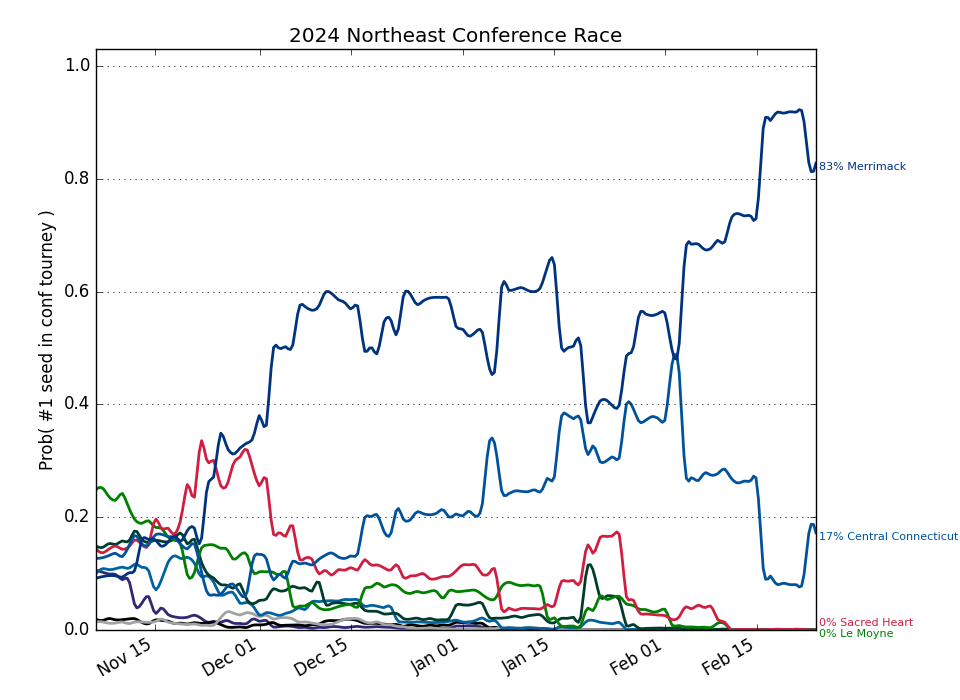 2024 Northeast Conference Race
Prob( #1 seed in conf tourney )
1.0
0.8
0.6
0.4
0.2
0.0
83% Merrimack
17% Central Connecticut
0% Sacred Heart
0% Le Moyne
Nov 15
Dec 01
Dec 15
Jan 01
Jan 15
Feb 01
Feb 15